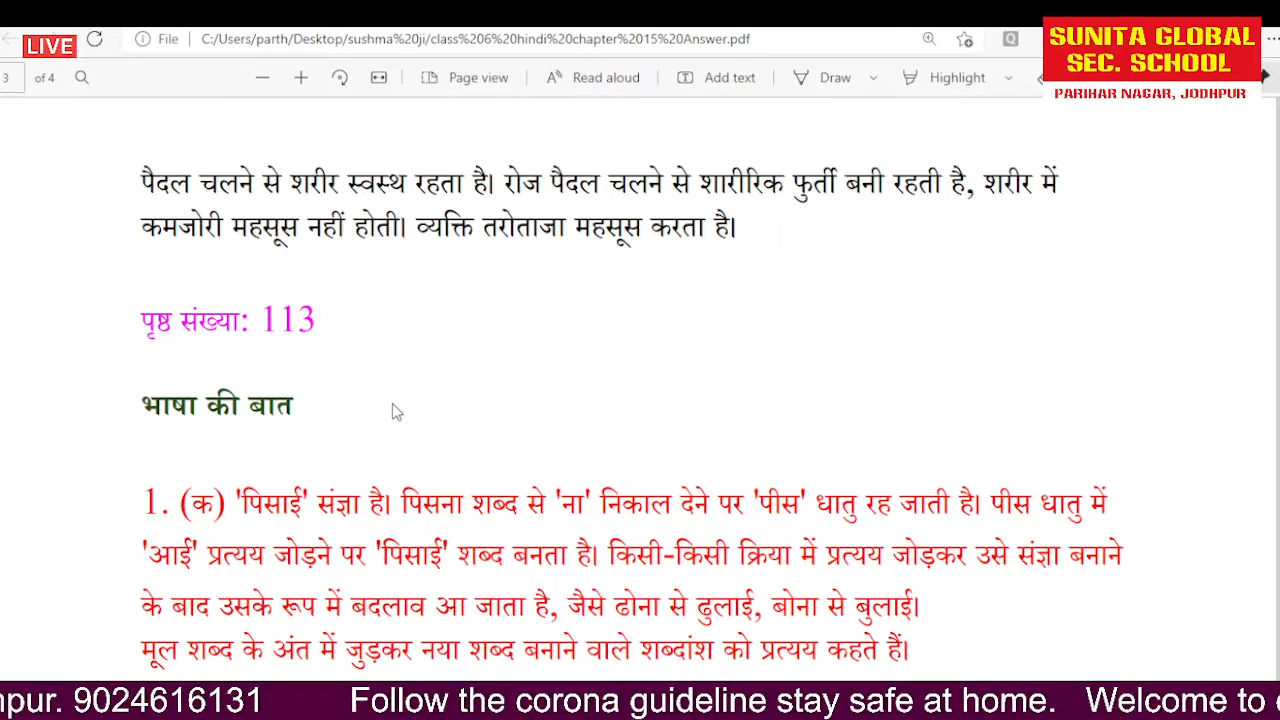 LIVE
File
C:/Users/parth/Desktop/sushma%20ji/class%206%20hindi%20chapter%2015%20Answer.pdf
SUNITA GLOBAL
SEC. SCHOOL
PARIHAR NAGAR, JODHPUR
3 of 4
Page view
Read aloud
Add text
Draw
Highlight
पैदल चलने से शरीर स्वस्थ रहता है। रोज पैदल चलने से शारीरिक फुर्ती बनी रहती है, शरीर में
कमजोरी महसूस नहीं होती। व्यक्ति तरोताजा महसूस करता है।
पृष्ठ संख्या: 113
भाषा की बात
1. (क) 'पिसाई' संज्ञा है। पिसना शब्द से 'ना' निकाल देने पर 'पीस' धातु रह जाती है। पीस धातु में
'आई' प्रत्यय जोड़ने पर 'पिसाई' शब्द बनता है। किसी-किसी क्रिया में प्रत्यय जोड़कर उसे संज्ञा बनाने
के बाद उसके रूप में बदलाव आ जाता है, जैसे ढोना से ढुलाई, बोना से बुलाई।
मूल शब्द के अंत में जुड़कर नया शब्द बनाने वाले शब्दांश को प्रत्यय कहते हैं।
npur. 9024616131 Follow the corona guideline stay safe at home. Welcome to